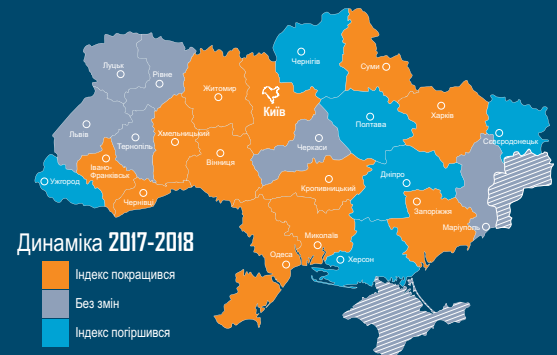 Чернігів
Суми
Луцьк
Рівне
Житомир
Київ
Харків
Полтава
Львів
Хмельницький
Черкаси
Сєвєродонецьк
Тернопіль
Вінниця
Івано-
Франківськ
Ужгород
Дніпро
Чернівці
Кропивницький
Запоріжжя
Маріуполь
Миколаїв
Одеса
Херсон
Динаміка 2017-2018
Індекс покращився
Без змін
Індекс погіршився